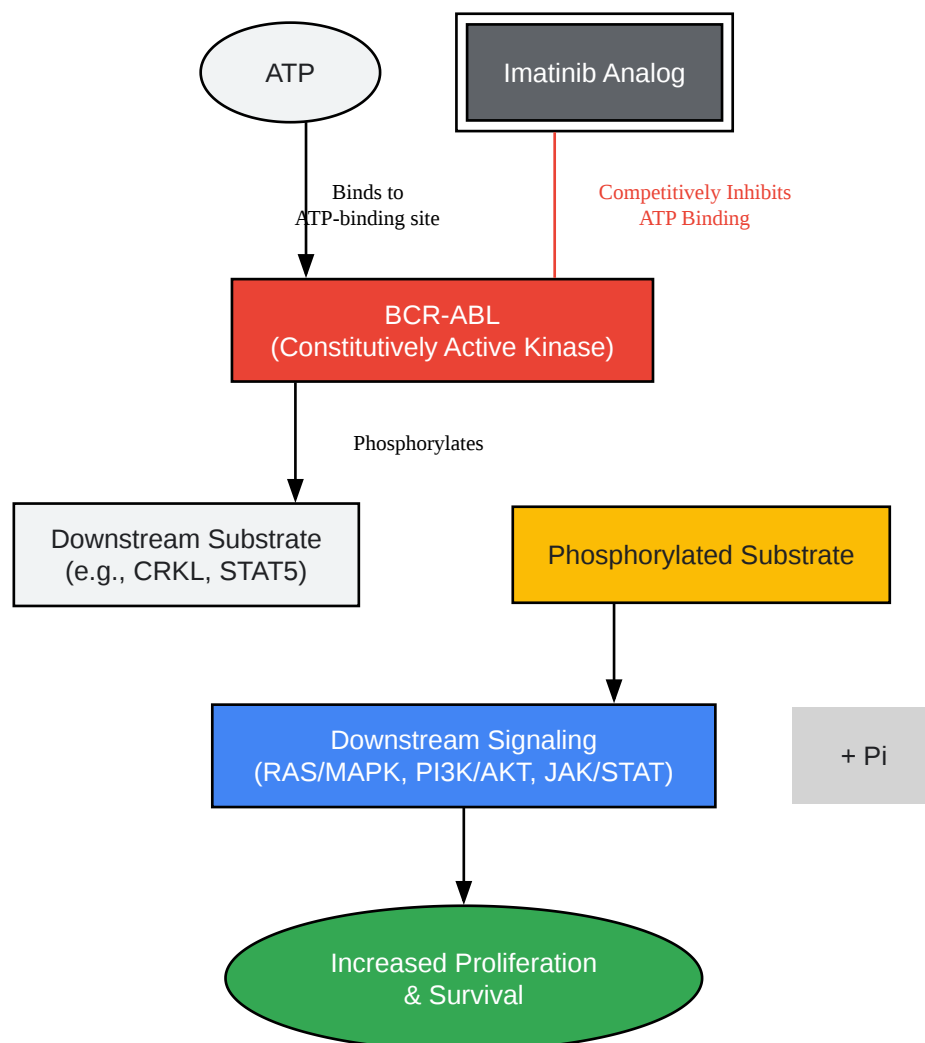 ATP
Imatinib Analog
Binds to
ATP-binding site
Competitively Inhibits
ATP Binding
BCR-ABL
(Constitutively Active Kinase)
Phosphorylates
Downstream Substrate
(e.g., CRKL, STAT5)
Phosphorylated Substrate
Downstream Signaling
(RAS/MAPK, PI3K/AKT, JAK/STAT)
+ Pi
Increased Proliferation
& Survival